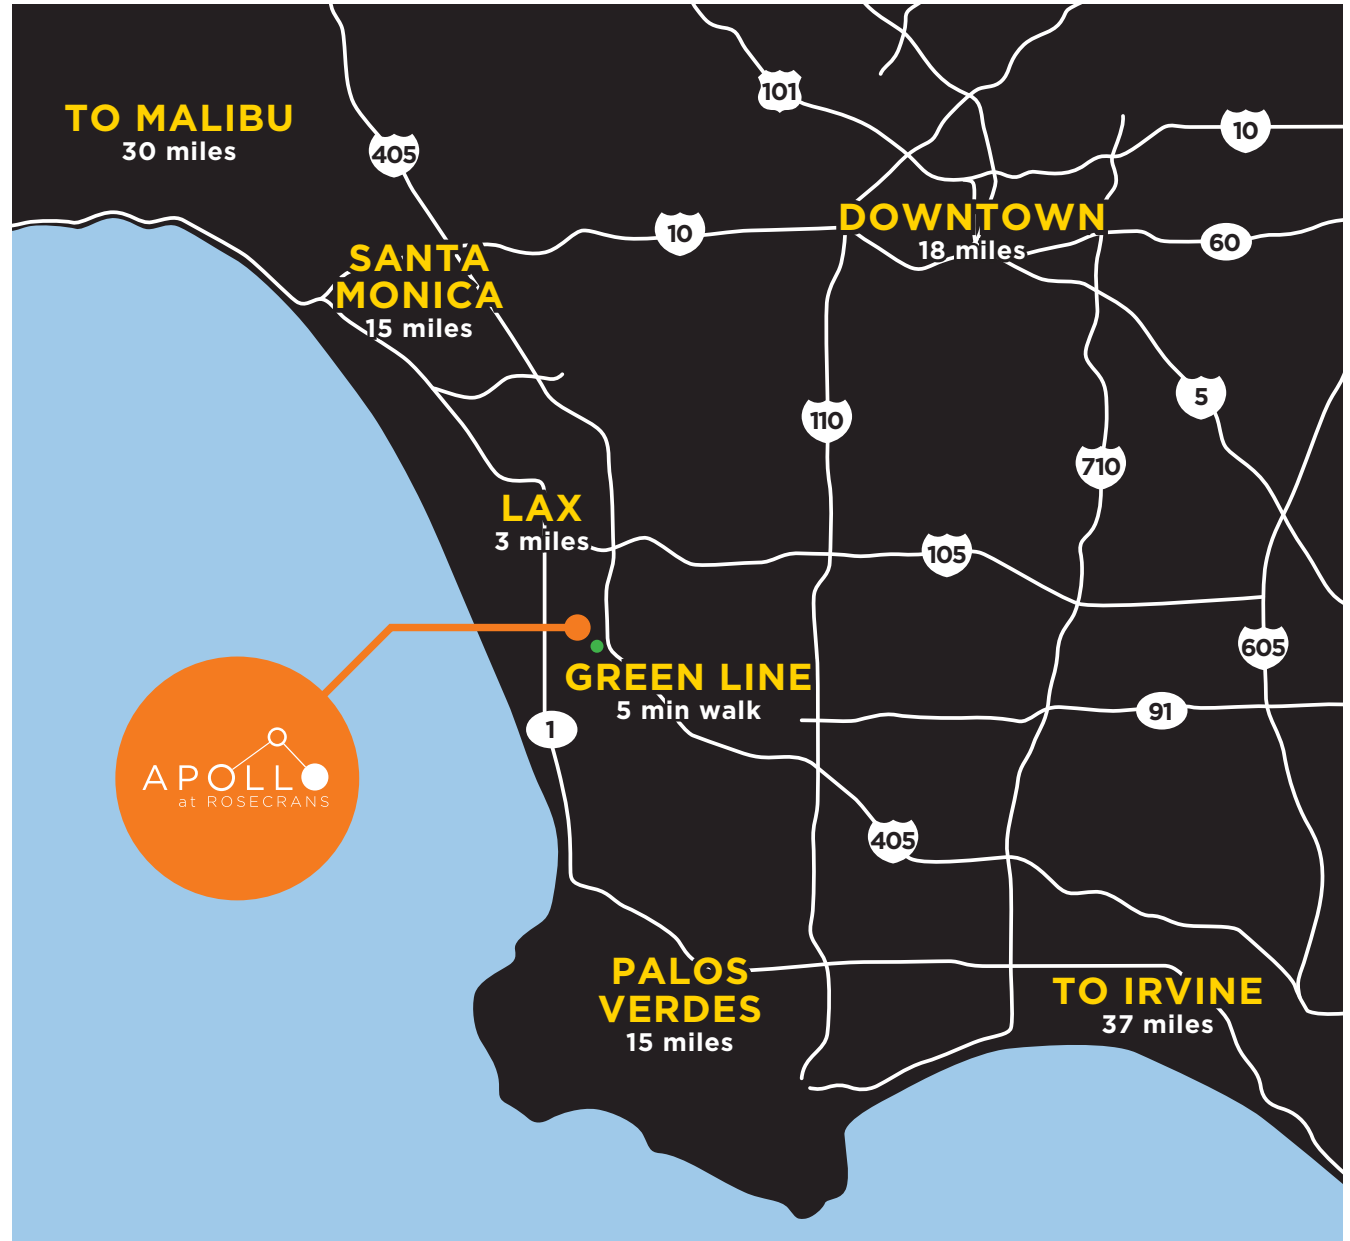 101
TO MALIBU
30 miles
10
405
DOWNTOWN
18 miles
10
60
SANTA
MONICA
15 miles
5
110
710
LAX
3 miles
105
605
GREEN LINE
5 min walk
91
1
APOLLO
at ROSECRANS
405
PALOS
VERDES
15 miles
TO IRVINE
37 miles